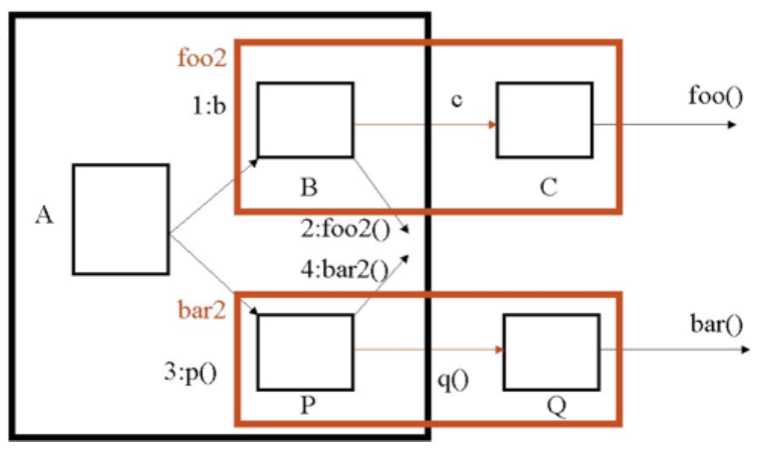 foo2
1:b
c
foo()
B
C
A
2:foo2()
4:bar2()
bar2
bar()
3:p()
q()
P
Q